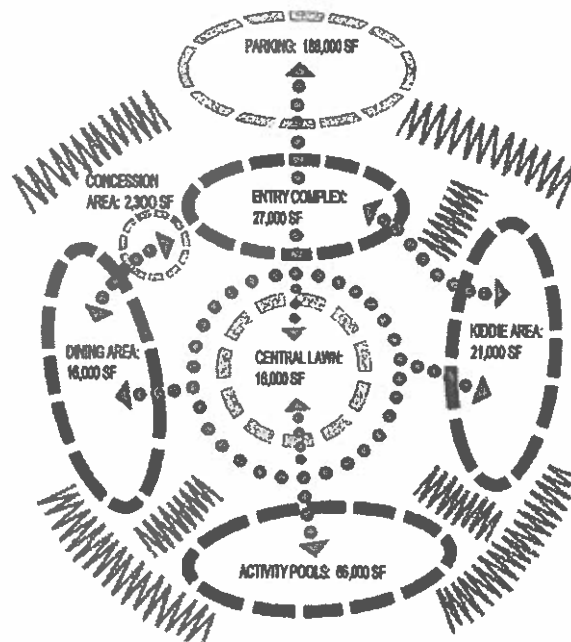 PARKING: 188,000 SF
CONCESSION
AREA: 2,300 SF
ENTRY COMPLEX:
27,000 SF
DINING AREA:
16,000 SF
CENTRAL LAWN:
16,000 SF
KIDDIE AREA:
21,000 SF
ACTIVITY POOLS: 65,000 SF